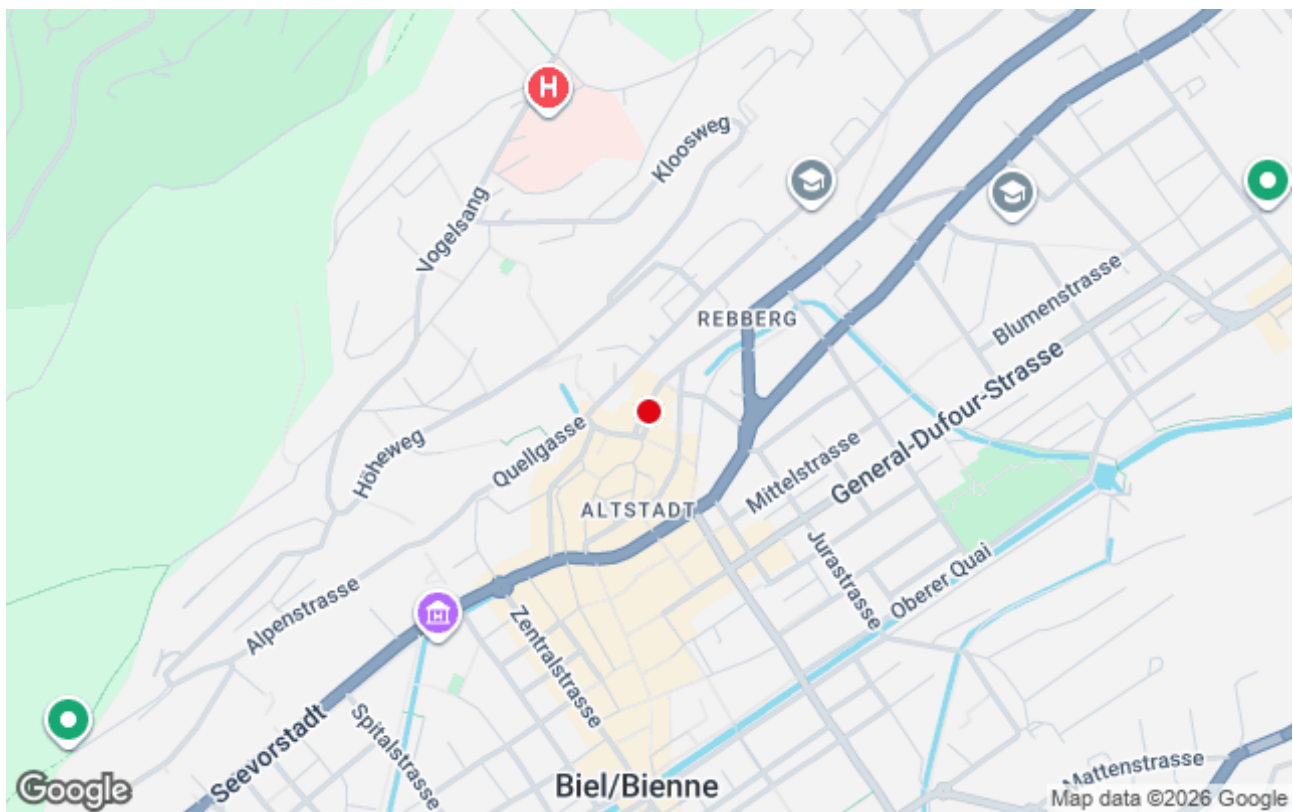 H
Kloosweg
Vogelsang
REBBERG
Blumenstrasse
General-Dufour-Strasse
Höheweg
Quellgasse
Mittelstrasse
ALTSTADT
Jurastrasse
Oberer Quai
Alpenstrasse
H
Zentralstrasse
Seevorstadt
Spitalstrasse
Biel/Bienne
Mattenstrasse
Google
Map data ©2026 Google